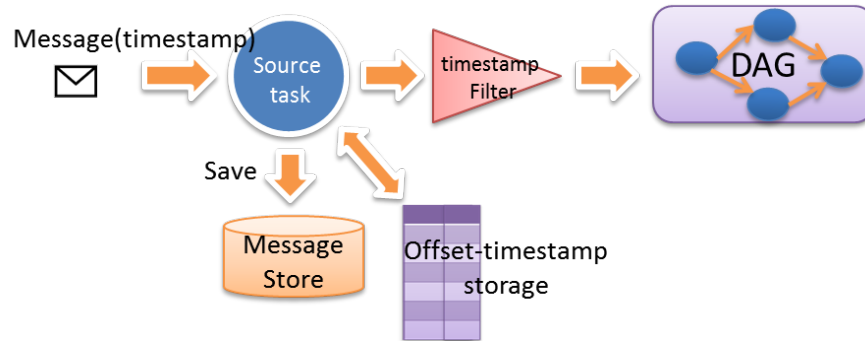 Message(timestamp)
Source
task
timestamp
Filter
DAG
Save
Message
Store
Offset-timestamp
storage